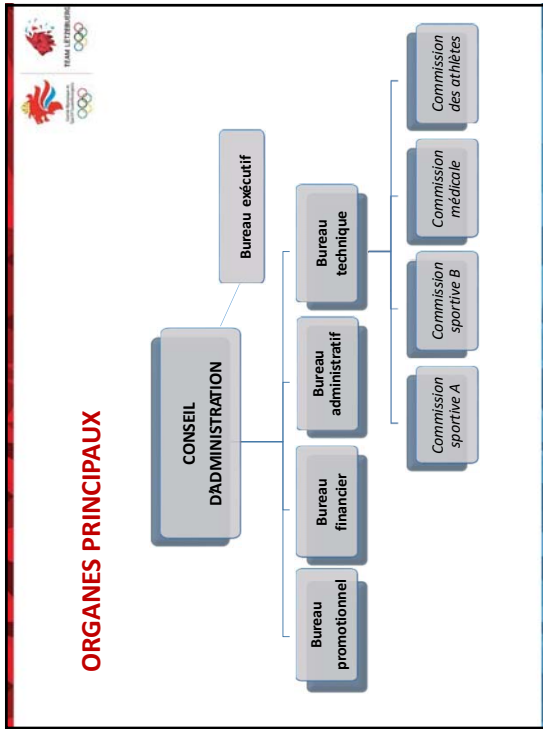 TEAM LËTZEBUERG
ORGANES PRINCIPAUX
CONSEIL
D'ADMINISTRATION
Bureau exécutif
Bureau
promotionnel
Bureau
financier
Bureau
administratif
Bureau
technique
Commission
sportive A
Commission
sportive B
Commission
médicale
Commission
des athlètes